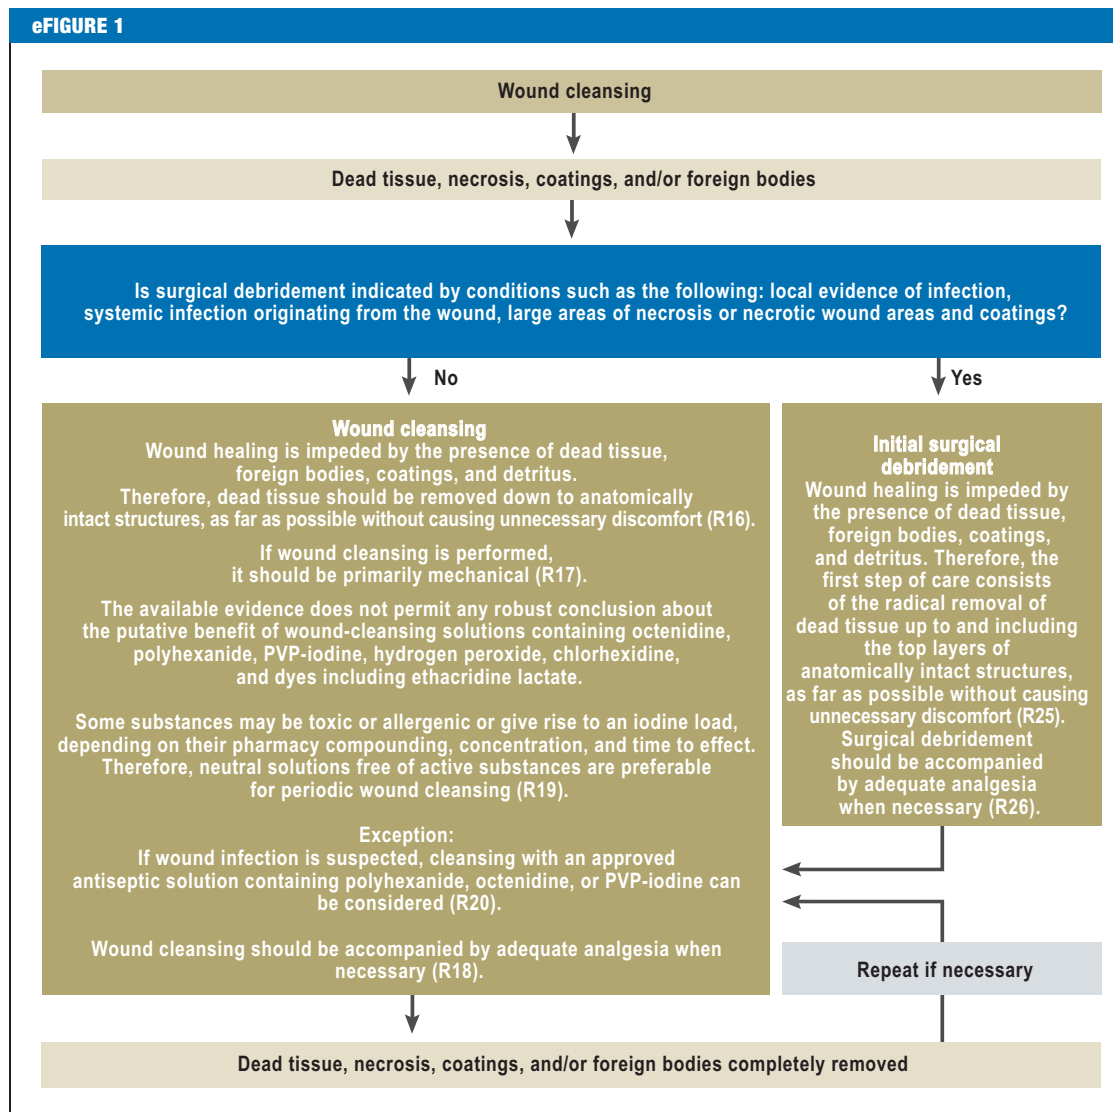 eFIGURE 1
Wound cleansing
Dead tissue, necrosis, coatings, and/or foreign bodies
Is surgical debridement indicated by conditions such as the following: local evidence of infection,
systemic infection originating from the wound, large areas of necrosis or necrotic wound areas and coatings?
No
Yes
Wound cleansing
Wound healing is impeded by the presence of dead tissue,
foreign bodies, coatings, and detritus.
Therefore, dead tissue should be removed down to anatomically
intact structures, as far as possible without causing unnecessary discomfort (R16).
If wound cleansing is performed,
it should be primarily mechanical (R17).
The available evidence does not permit any robust conclusion about
the putative benefit of wound-cleansing solutions containing octenidine,
polyhexanide, PVP-iodine, hydrogen peroxide, chlorhexidine,
and dyes including ethacridine lactate.
Some substances may be toxic or allergenic or give rise to an iodine load,
depending on their pharmacy compounding, concentration, and time to effect.
Therefore, neutral solutions free of active substances are preferable
for periodic wound cleansing (R19).
Exception:
If wound infection is suspected, cleansing with an approved
antiseptic solution containing polyhexanide, octenidine, or PVP-iodine can
be considered (R20).
Wound cleansing should be accompanied by adequate analgesia when
necessary (R18).
Initial surgical
debridement
Wound healing is impeded by
the presence of dead tissue,
foreign bodies, coatings,
and detritus. Therefore, the
first step of care consists
of the radical removal of
dead tissue up to and including
the top layers of
anatomically intact structures,
as far as possible without causing
unnecessary discomfort (R25).
Surgical debridement
should be accompanied
by adequate analgesia
when necessary (R26).
Repeat if necessary
Dead tissue, necrosis, coatings, and/or foreign bodies completely removed